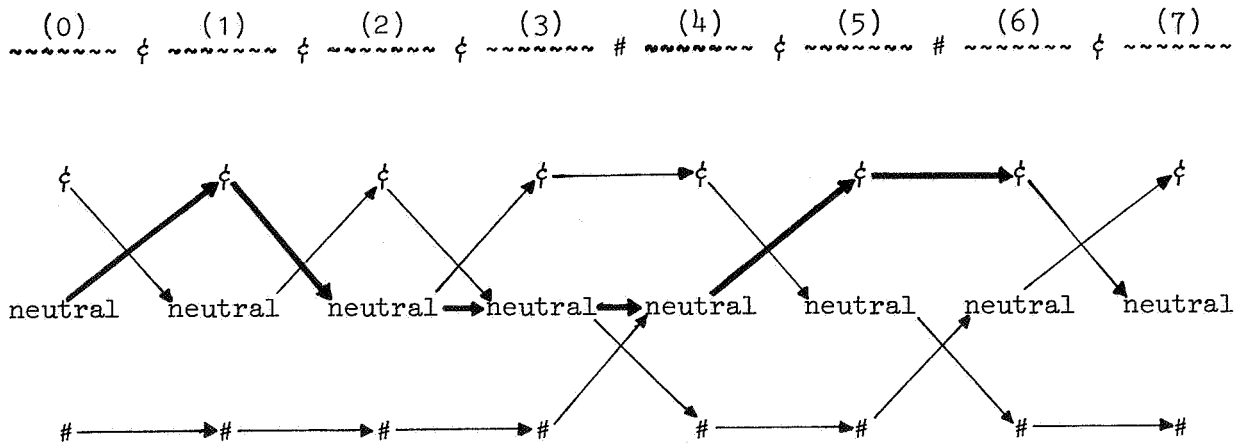 (0) (1) (2) (3) (4) (5) (6) (7)
~~~~~~~ ¢ ~~~~~~~ ¢ ~~~~~~~ ¢ ~~~~~~~ # ~~~~~~~ ¢ ~~~~~~~ # ~~~~~~~ ¢ ~~~~~~~
¢ ¢ ¢ ¢ ¢ ¢ ¢ ¢
neutral neutral neutral neutral neutral neutral neutral neutral
# # # # # # # #